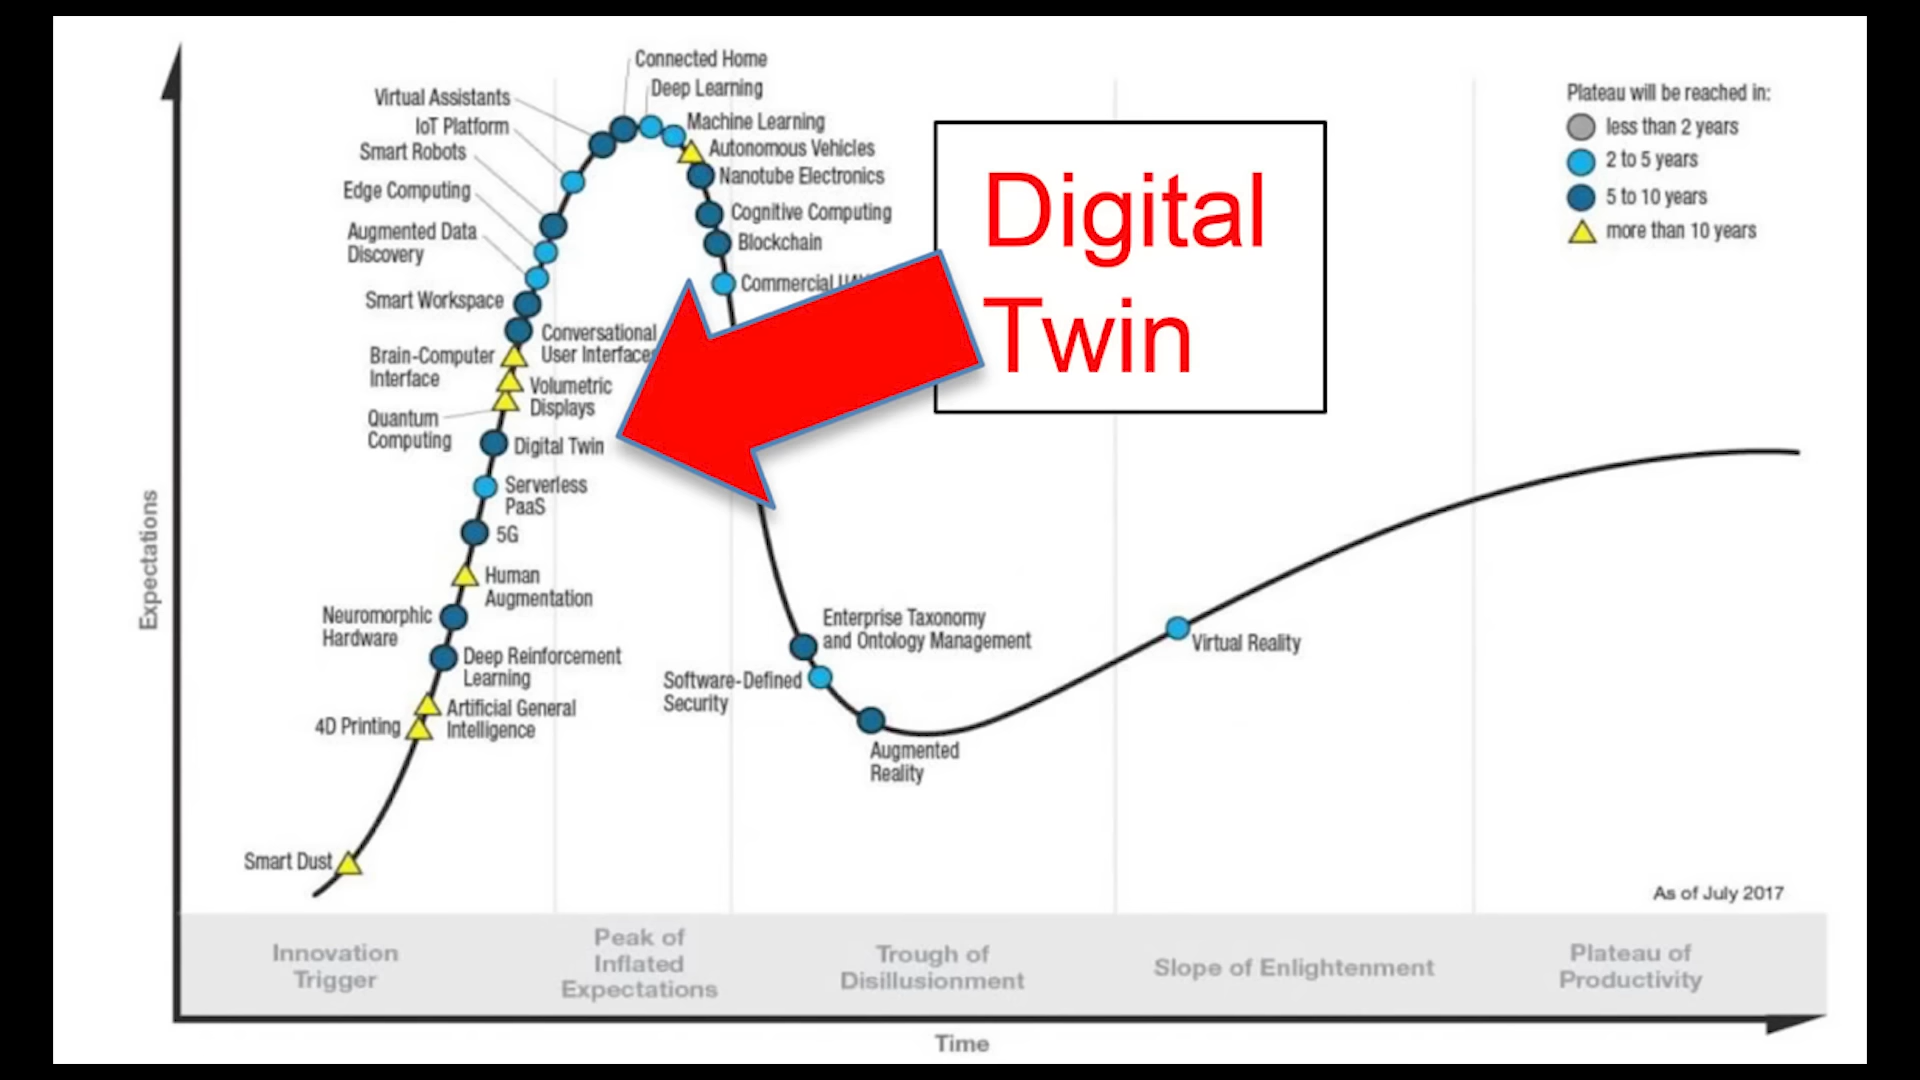 Connected Home
Deep Learning
Virtual Assistants
IoT Platform
Machine Learning
Smart Robots
Autonomous Vehicles
Nanotube Electronics
Edge Computing
Cognitive Computing
Augmented Data
Discovery
Blockchain
Commercial
Smart Workspace
Conversational
User Interfaces
Brain-Computer
Interface
Volumetric
Displays
Quantum
Computing
Digital Twin
Serverless
PaaS
5G
Human
Augmentation
Neuromorphic
Hardware
Deep Reinforcement
Learning
Artificial General
Intelligence
4D Printing
Smart Dust
Enterprise Taxonomy
and Ontology Management
Software-Defined
Security
Augmented
Reality
Virtual Reality
Digital
Twin
Plateau will be reached in:
less than 2 years
2 to 5 years
5 to 10 years
more than 10 years
As of July 2017
Expectations
Innovation
Trigger
Peak of
Inflated
Expectations
Trough of
Disillusionment
Slope of Enlightenment
Plateau of
Productivity
Time